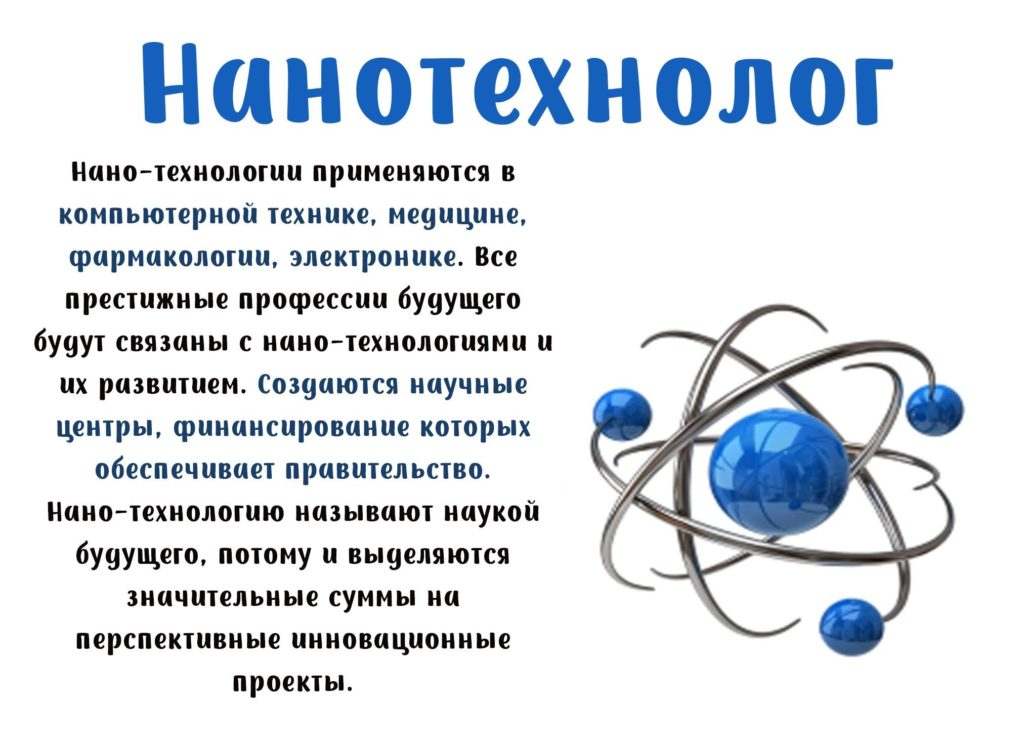 Нанотехнолог
Нано-технологии применяются в
компьютерной технике, медицине,
фармакологии, электронике. Все
престижные профессии будущего
будут связаны с нано-технологиями и
их развитием. Создаются научные
центры, финансирование которых
обеспечивает правительство.
Нано-технологию называют наукой
будущего, потому и выделяются
значительные суммы на
перспективные инновационные
проекты.